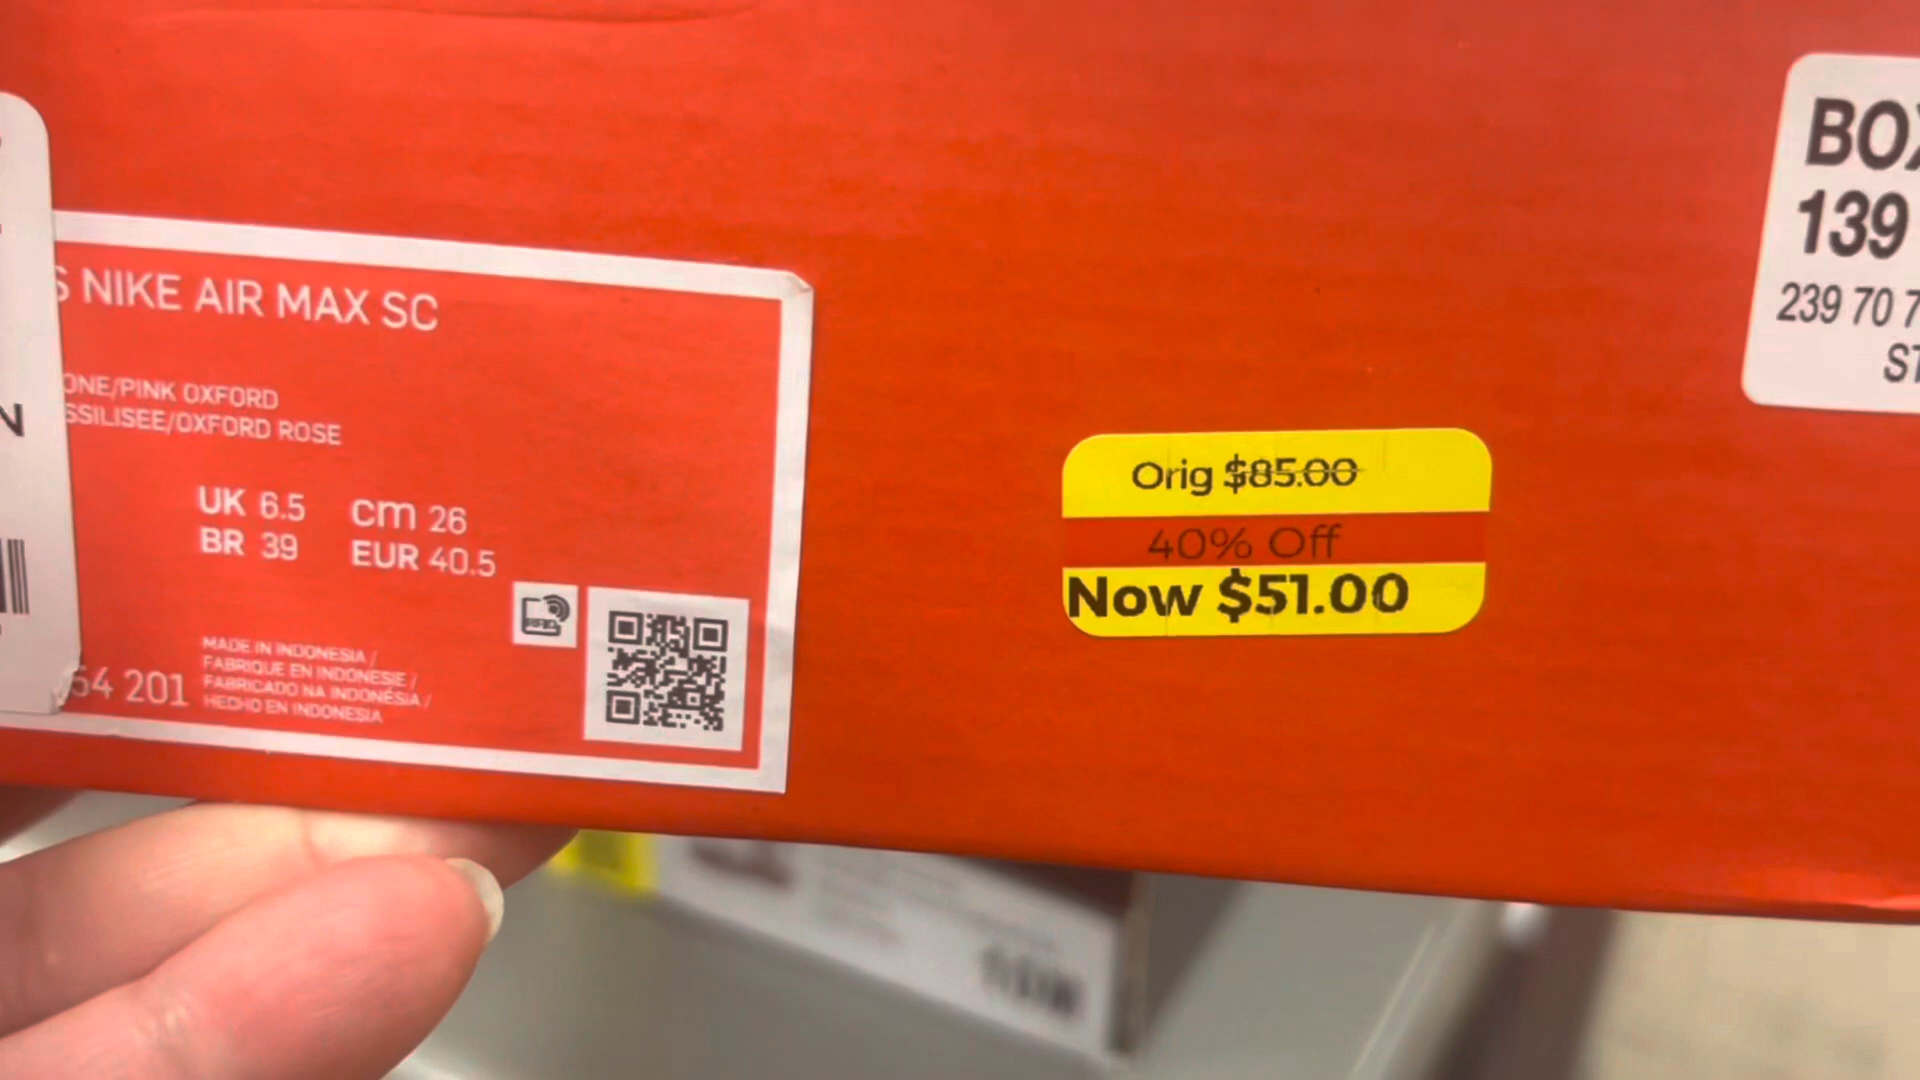 S NIKE AIR MAX SC
ONE/PINK OXFORD
SSILISEE/OXFORD ROSE
N
UK 6.5 cm 26
BR 39 EUR 40.5
MADE IN INDONESIA /
FABRIQUE EN INDONESIE /
FABRICADO NA INDONÉSIA /
HECHO EN INDONESIA
64 201
Orig $85.00
40% Off
Now $51.00
BOX
139
239 70 7
ST